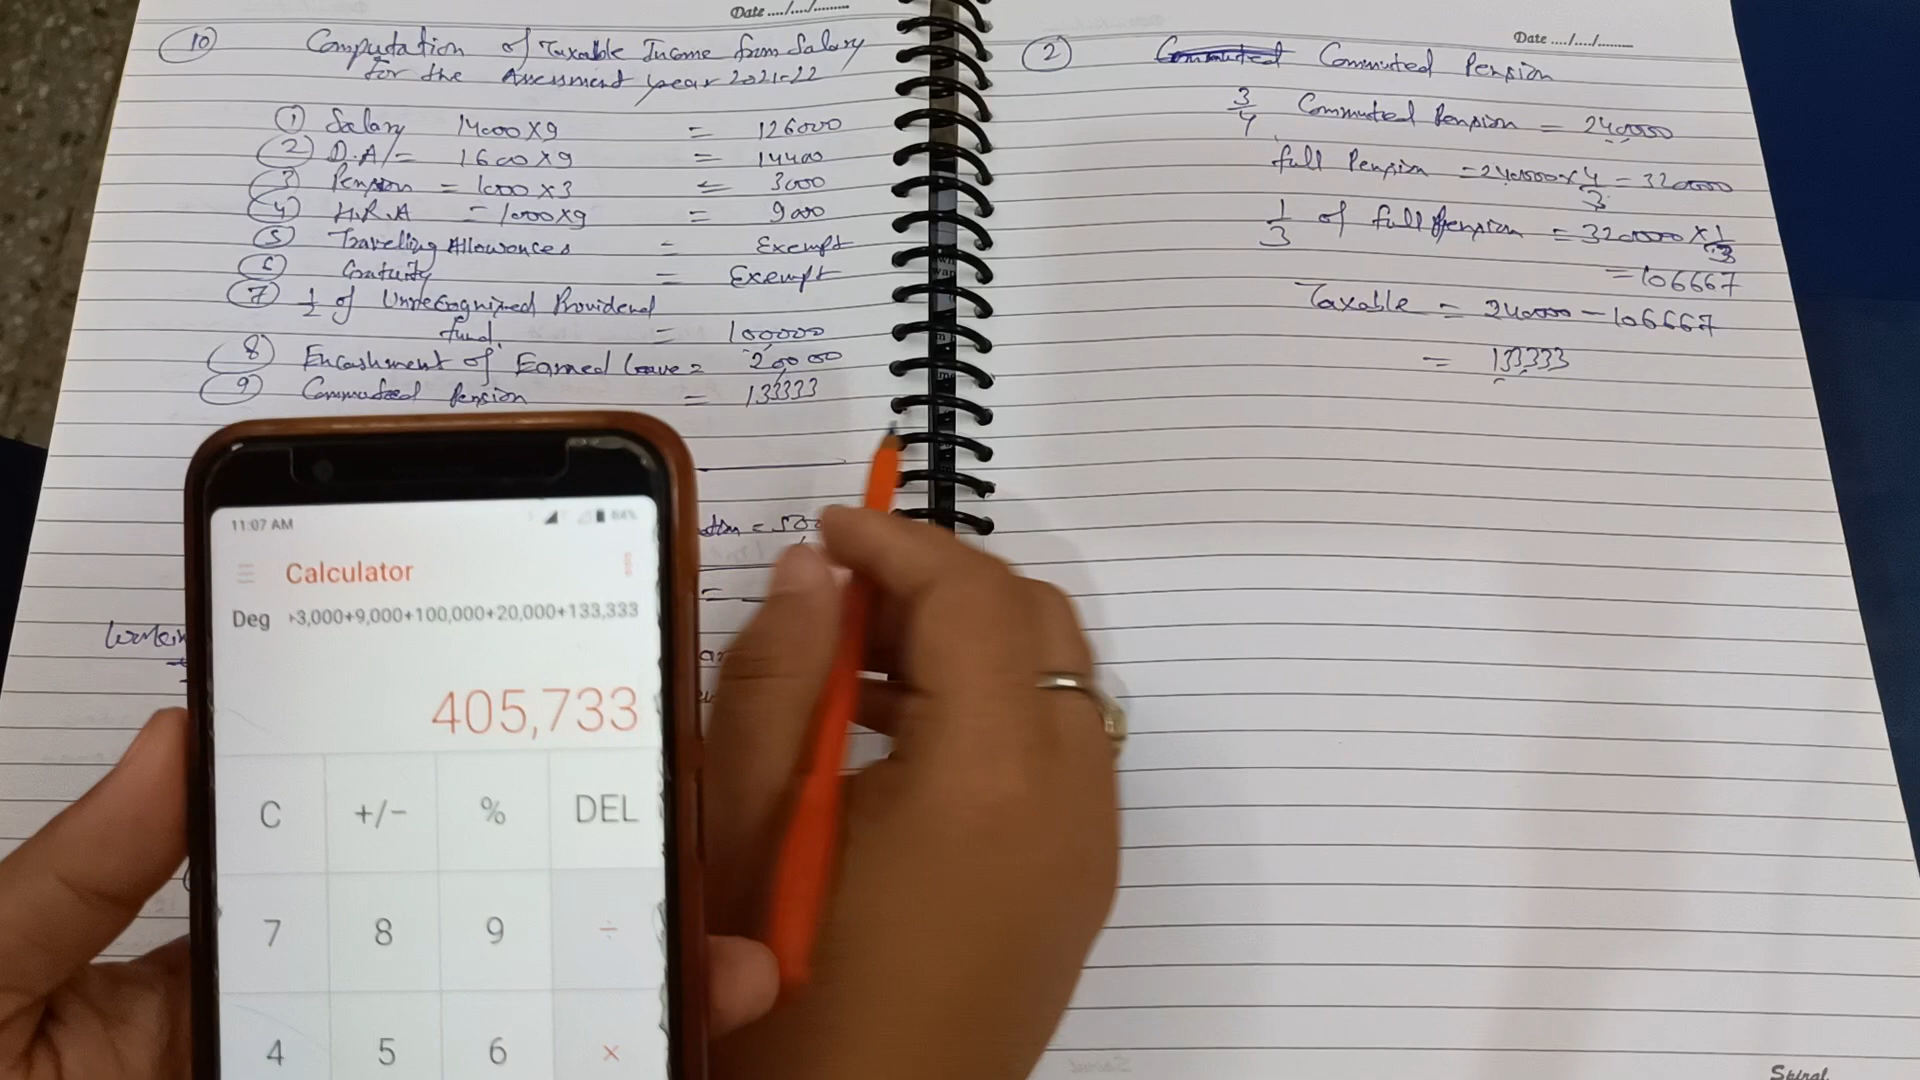 Date ..../..../.........
10 Computation of Taxable Income from Salary
for the Assessment year 2021-22
1 Salary 14000 X 9 = 126000
2 D.A/= 1600 X 9 = 14400
3 Pension = 1000 X 3 = 3000
4 H.R.A = 1000 X 9 = 9000
5 Traveling Allowances = Exempt
6 Gratuity = Exempt
7 1/2 of Unrecognized Providend
fund. = 100000
8 Encashment of Earned leave = 20000
9 Commuted Pension = 133333
=
Date ..../..../.........
2 Commuted Commuted Pension
3/4 Commuted Pension = 240000
full Pension = 240000 x 4/3 = 320000
1/3 of full Pension = 320000 X 1/3
= 106667
Taxable = 240000 - 106667
= 133333
Spiral
11:07 AM 84%
Calculator
Deg +3,000+9,000+100,000+20,000+133,333
405,733
C +/− % DEL
7 8 9 ÷
4 5 6 ×